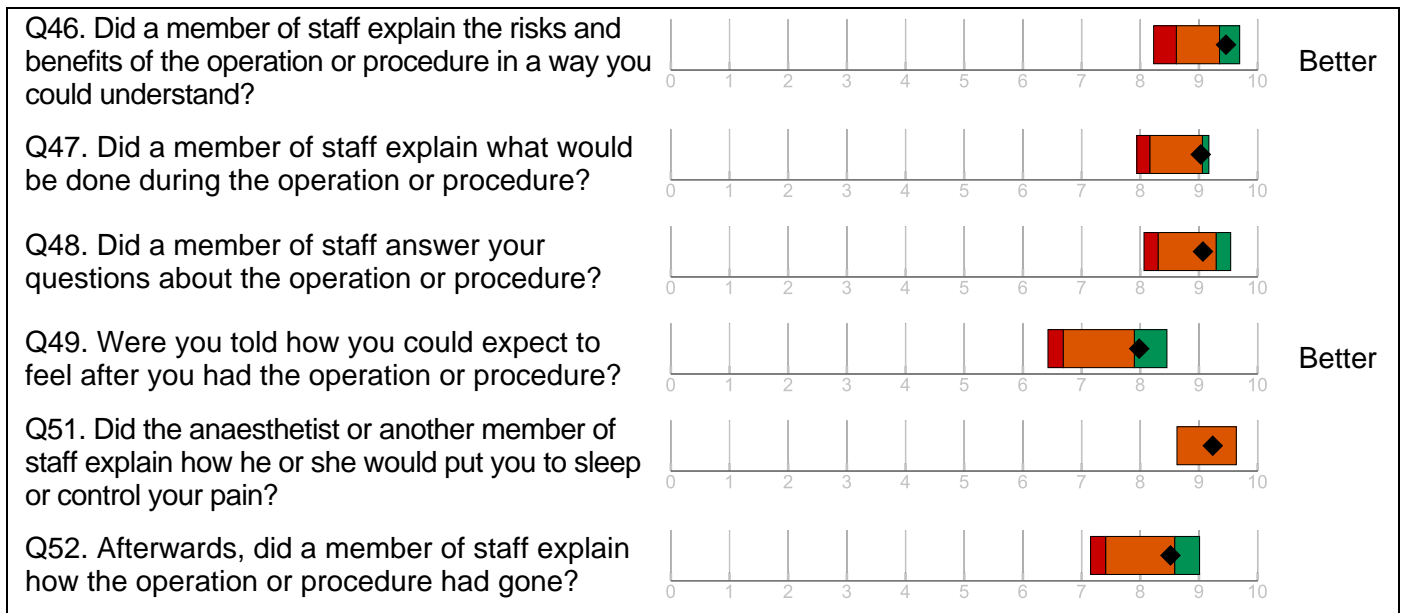 Q46. Did a member of staff explain the risks and
benefits of the operation or procedure in a way you
could understand?
0 1 2 3 4 5 6 7 8 9 10
Better
Q47. Did a member of staff explain what would
be done during the operation or procedure?
0 1 2 3 4 5 6 7 8 9 10
Q48. Did a member of staff answer your
questions about the operation or procedure?
0 1 2 3 4 5 6 7 8 9 10
Q49. Were you told how you could expect to
feel after you had the operation or procedure?
0 1 2 3 4 5 6 7 8 9 10
Better
Q51. Did the anaesthetist or another member of
staff explain how he or she would put you to sleep
or control your pain?
0 1 2 3 4 5 6 7 8 9 10
Q52. Afterwards, did a member of staff explain
how the operation or procedure had gone?
0 1 2 3 4 5 6 7 8 9 10